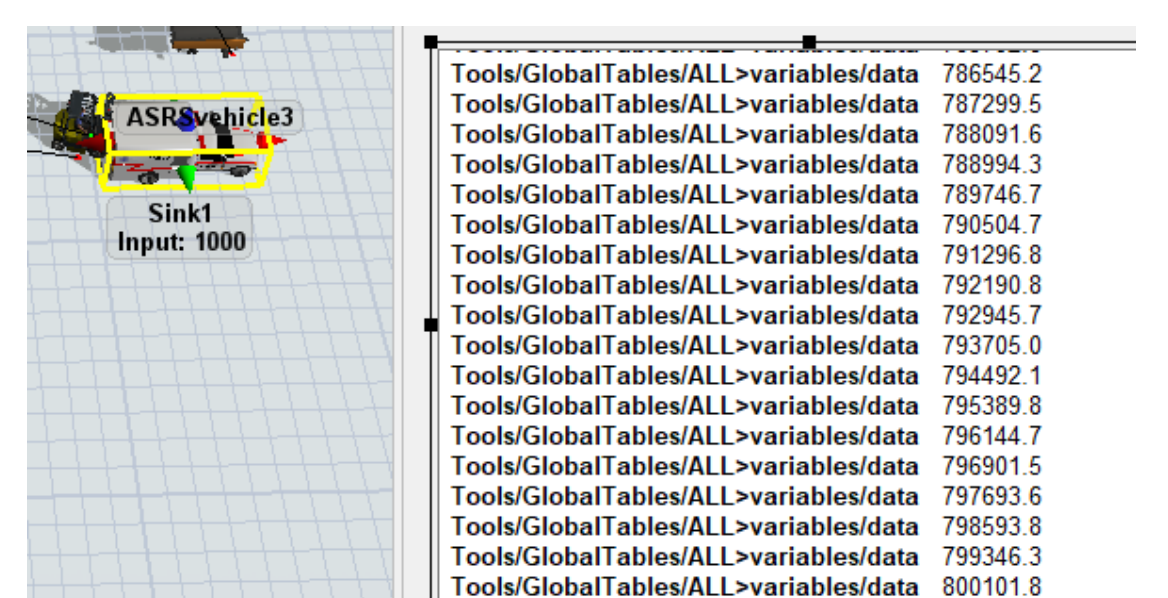 ASRSvehicle3
Sink1
Input: 1000
Tools/GlobalTables/ALL>variables/data 786545.2
Tools/GlobalTables/ALL>variables/data 787299.5
Tools/GlobalTables/ALL>variables/data 788091.6
Tools/GlobalTables/ALL>variables/data 788994.3
Tools/GlobalTables/ALL>variables/data 789746.7
Tools/GlobalTables/ALL>variables/data 790504.7
Tools/GlobalTables/ALL>variables/data 791296.8
Tools/GlobalTables/ALL>variables/data 792190.8
Tools/GlobalTables/ALL>variables/data 792945.7
Tools/GlobalTables/ALL>variables/data 793705.0
Tools/GlobalTables/ALL>variables/data 794492.1
Tools/GlobalTables/ALL>variables/data 795389.8
Tools/GlobalTables/ALL>variables/data 796144.7
Tools/GlobalTables/ALL>variables/data 796901.5
Tools/GlobalTables/ALL>variables/data 797693.6
Tools/GlobalTables/ALL>variables/data 798593.8
Tools/GlobalTables/ALL>variables/data 799346.3
Tools/GlobalTables/ALL>variables/data 800101.8